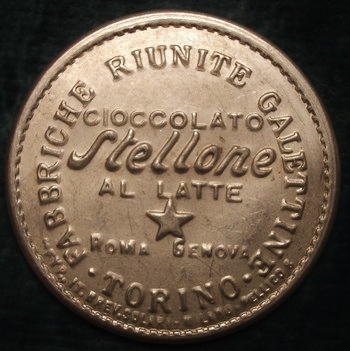 FABBRICHE RIUNITE GALETTINE
CIOCCOLATO
Stellone
AL LATTE
ROMA GENOVA
· TORINO ·